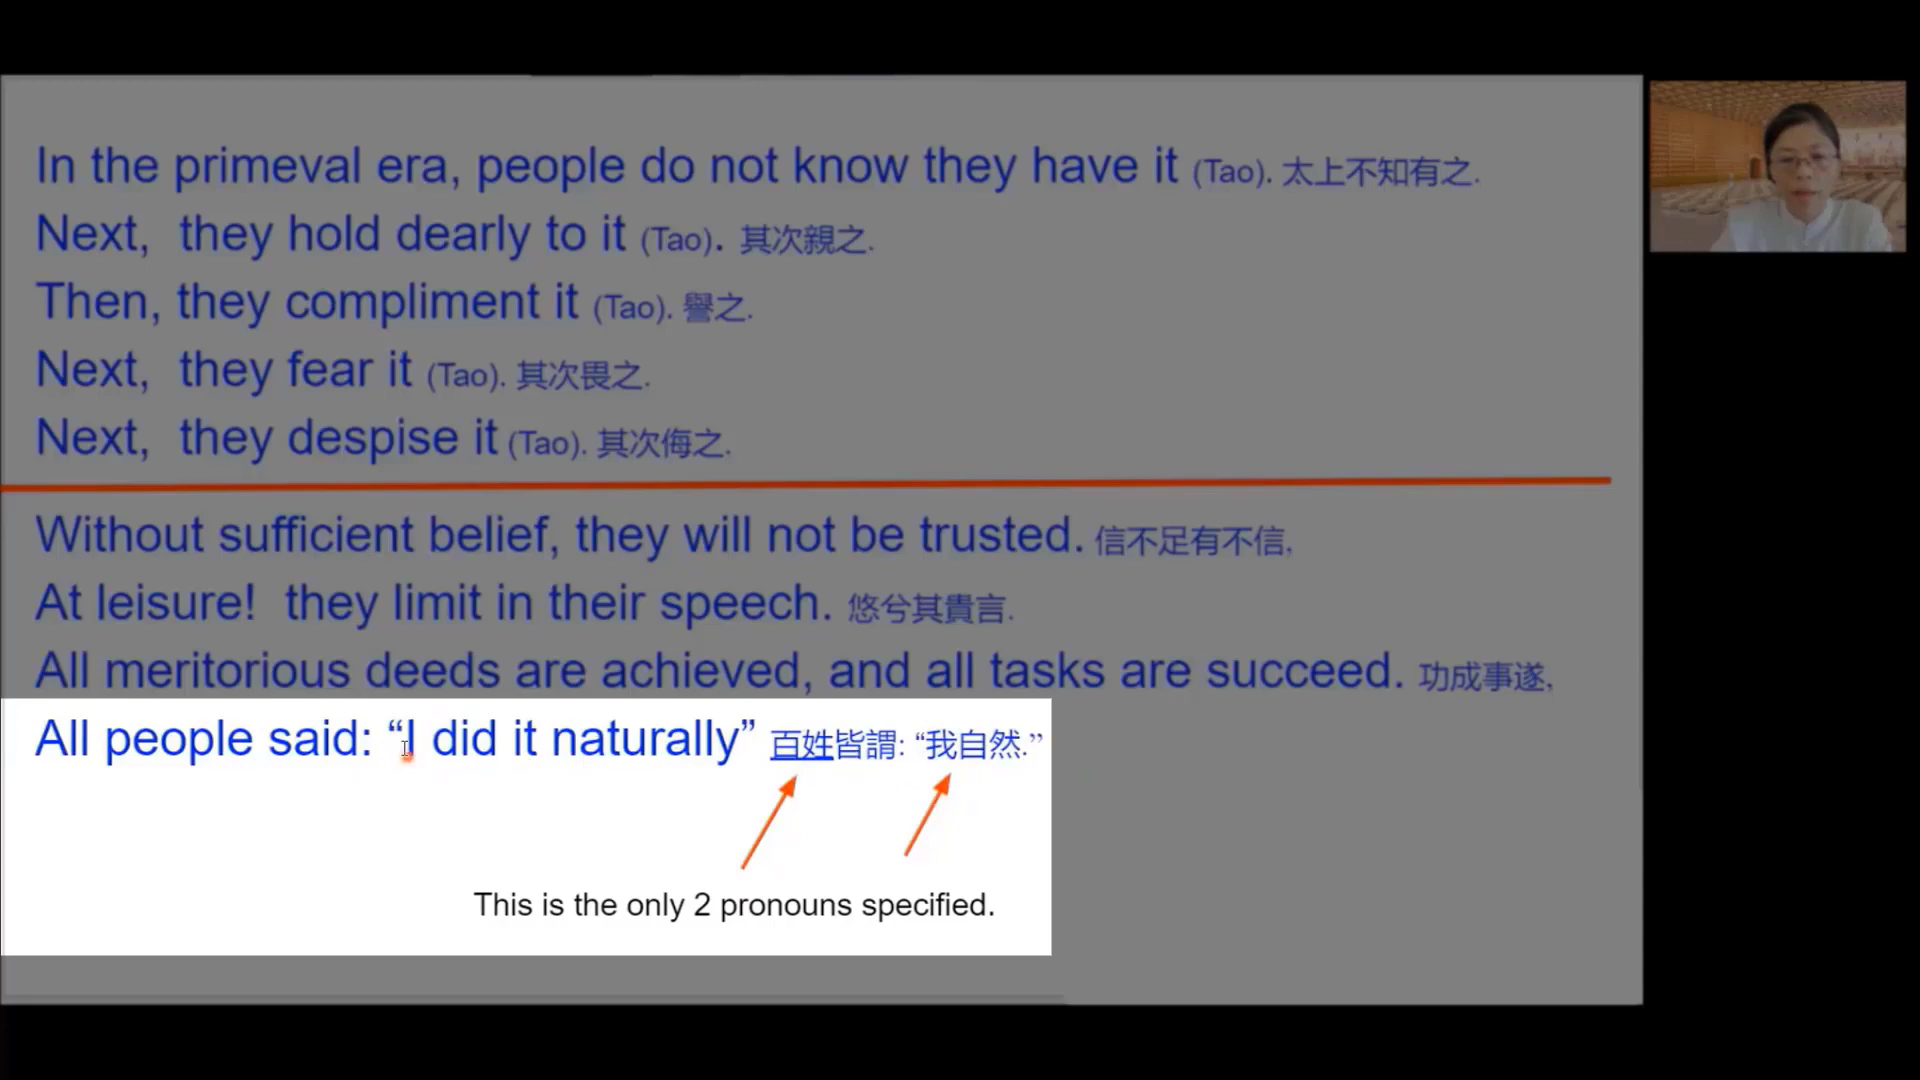 In the primeval era, people do not know they have it (Tao). 太上不知有之.
Next,  they hold dearly to it (Tao). 其次親之.
Then, they compliment it (Tao). 譽之.
Next,  they fear it (Tao). 其次畏之.
Next,  they despise it (Tao). 其次侮之.
Without sufficient belief, they will not be trusted. 信不足有不信,
At leisure!  they limit in their speech. 悠兮其貴言.
All meritorious deeds are achieved, and all tasks are succeed. 功成事遂,
All people said: “I did it naturally” 百姓皆謂: “我自然.”
This is the only 2 pronouns specified.